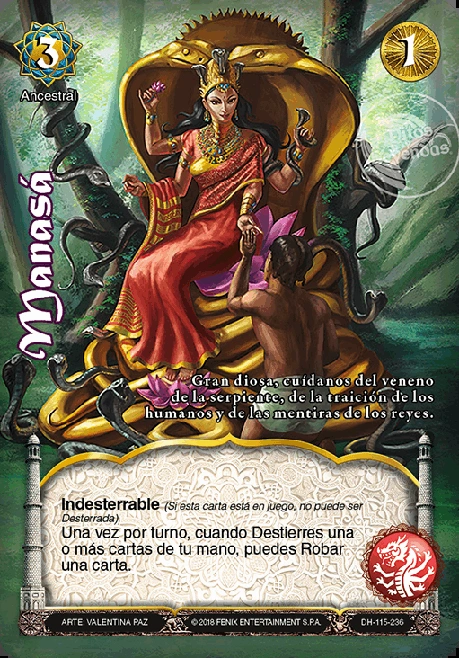 3
1
Ancestral
Mitos
y
venous
Manasá
Gran diosa, cuídanos del veneno
de la serpiente, de la traición de los
humanos y de las mentiras de los reyes.
Indesterrable (Si esta carta está en juego, no puede ser
Desterrada)
Una vez por turno, cuando Destierres una
o más cartas de tu mano, puedes Robar
una carta.
ARTE VALENTINA PAZ
©2018 FENIX ENTERTAINMENT S.P.A.
DH-115-236